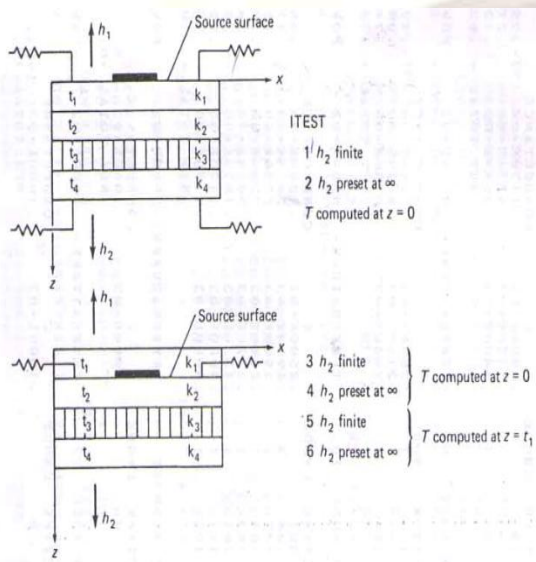 h1
Source surface
x
t1 k1
t2 k2
t3 k3
t4 k4
h2
z
ITEST
1 h2 finite
2 h2 preset at ∞
T computed at z = 0
h1
Source surface
x
t1 k1
t2 k2
t3 k3
t4 k4
h2
z
3 h2 finite
4 h2 preset at ∞
T computed at z = 0
5 h2 finite
6 h2 preset at ∞
T computed at z = t1